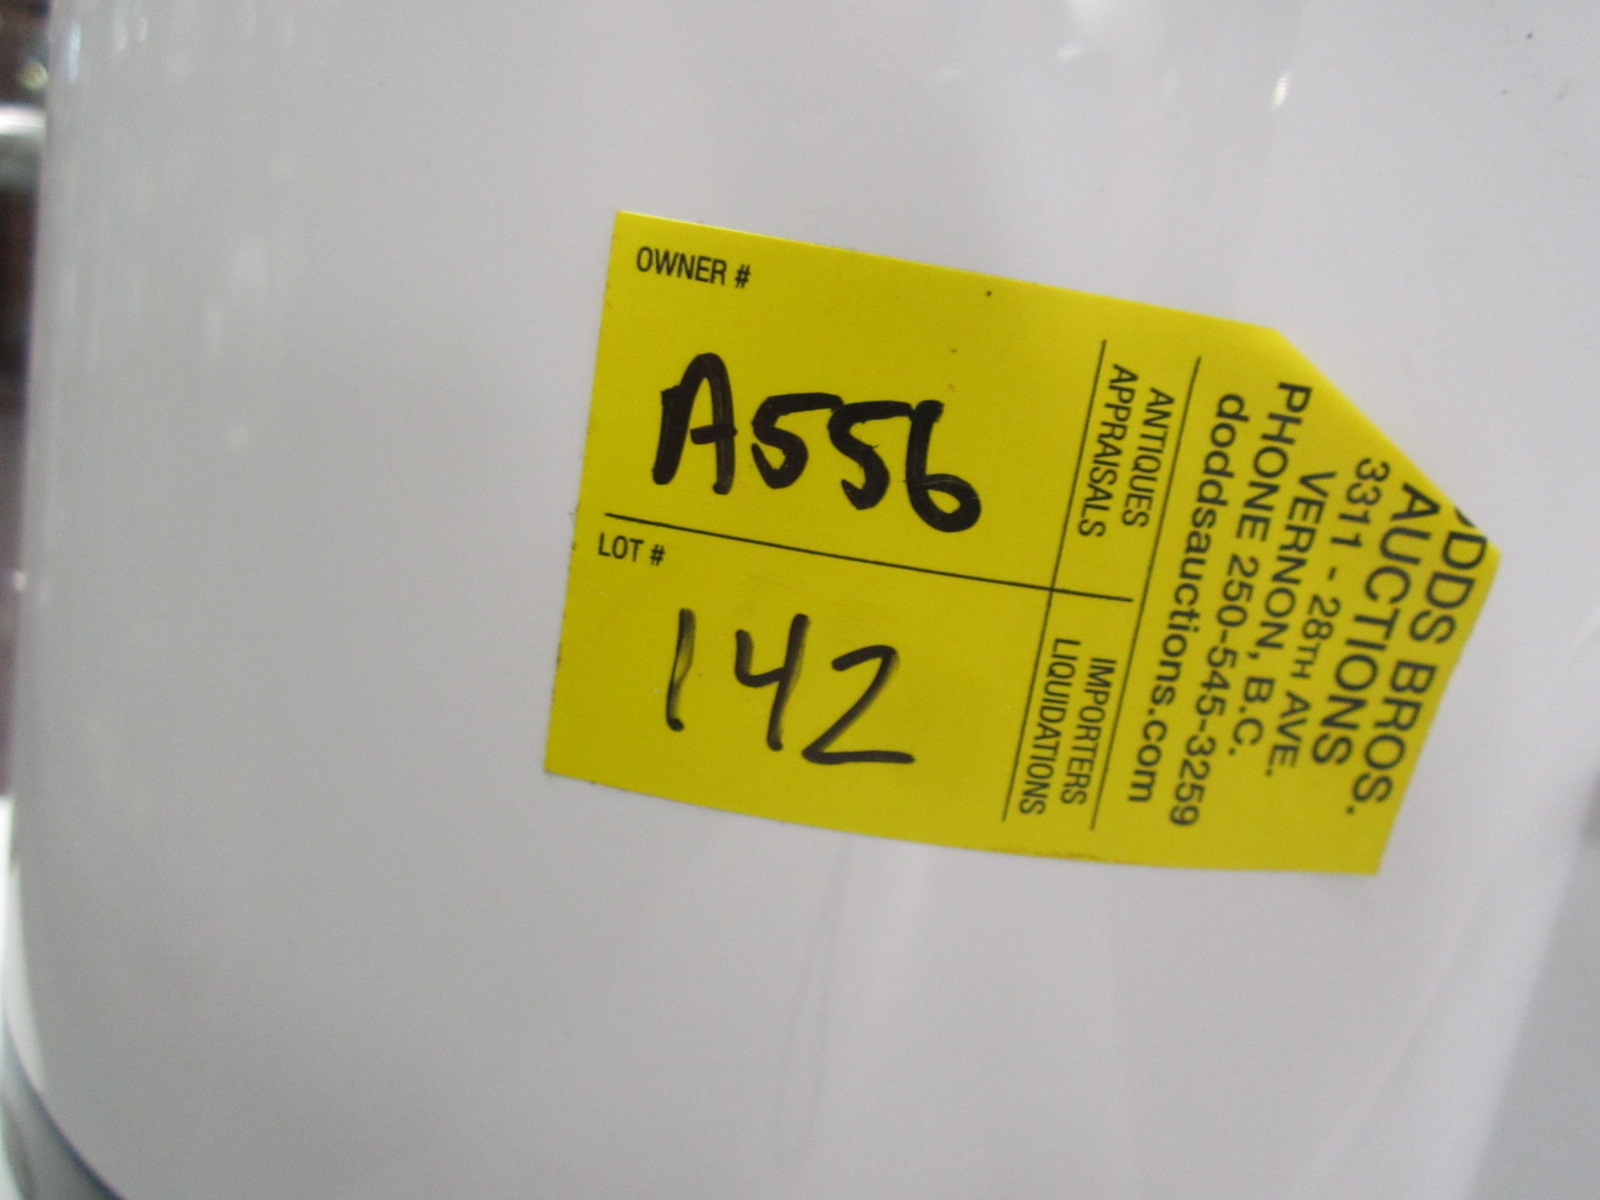 OWNER #
A556
LOT #
142
ANTIQUES
APPRAISALS
IMPORTERS
LIQUIDATIONS
BROS.
AUCTIONS
3311 - 28TH AVE.
VERNON, B.C.
PHONE 250-545-3259
doddsauctions.com